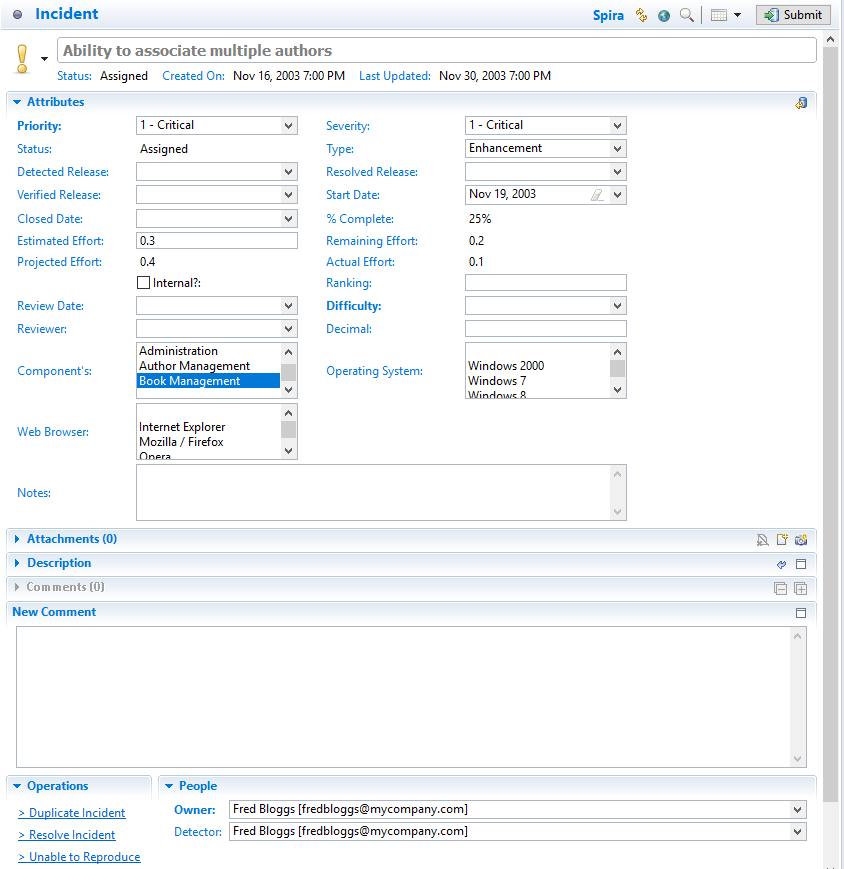 Incident
Spira
Submit
Ability to associate multiple authors
Status: Assigned Created On: Nov 16, 2003 7:00 PM Last Updated: Nov 30, 2003 7:00 PM
Attributes
Priority: 1 - Critical Severity: 1 - Critical
Status: Assigned Type: Enhancement
Detected Release: Resolved Release:
Verified Release: Start Date: Nov 19, 2003
Closed Date: % Complete: 25%
Estimated Effort: 0.3 Remaining Effort: 0.2
Projected Effort: 0.4 Actual Effort: 0.1
Internal?: Ranking:
Review Date: Difficulty:
Reviewer: Decimal:
Component's:
Administration
Author Management
Book Management
Operating System:
Windows 2000
Windows 7
Windows 8
Web Browser:
Internet Explorer
Mozilla / Firefox
Opera
Notes:
Attachments (0)
Description
Comments (0)
New Comment
Operations
> Duplicate Incident
> Resolve Incident
> Unable to Reproduce
People
Owner: Fred Bloggs [fredbloggs@mycompany.com]
Detector: Fred Bloggs [fredbloggs@mycompany.com]